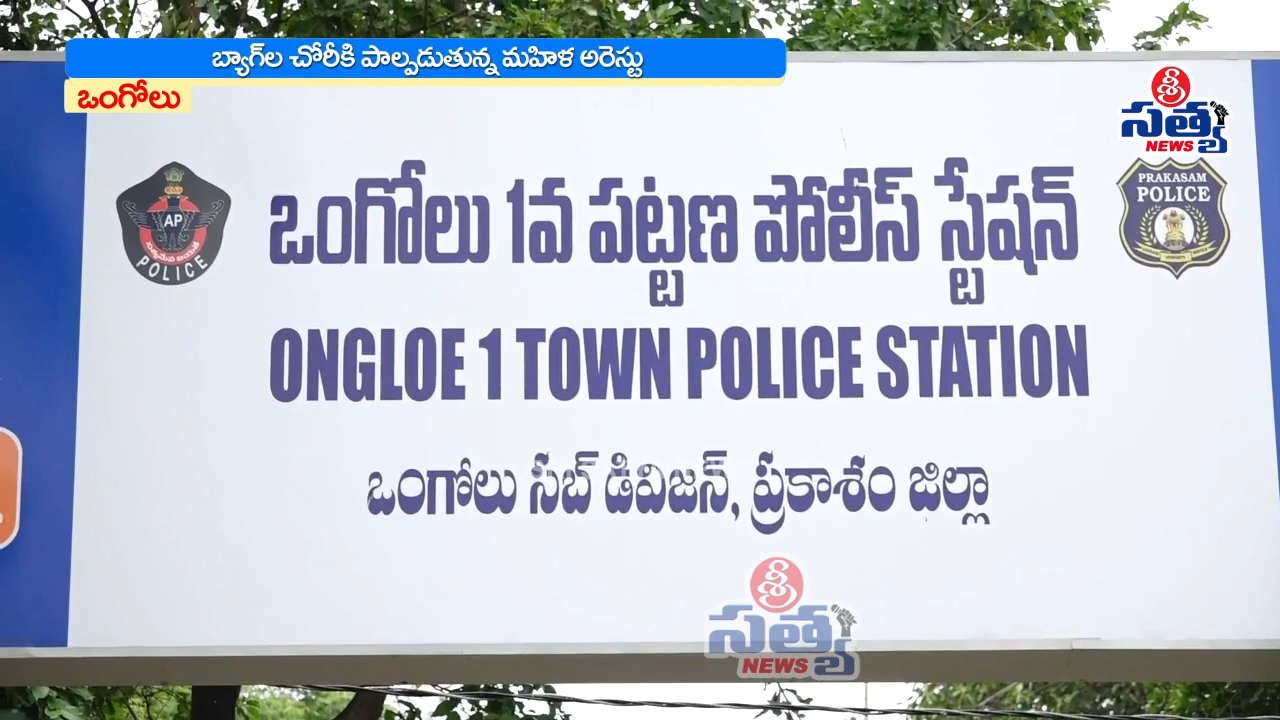 బ్యాగ్‌ల చోరీకి పాల్పడుతున్న మహిళ అరెస్టు
ఒంగోలు
శ్రీ
సత్య
NEWS
AP
POLICE
PRAKASAM
POLICE
ఒంగోలు 1వ పట్టణ పోలీస్ స్టేషన్
ONGLOE 1 TOWN POLICE STATION
ఒంగోలు సబ్ డివిజన్, ప్రకాశం జిల్లా
శ్రీ
సత్య
NEWS